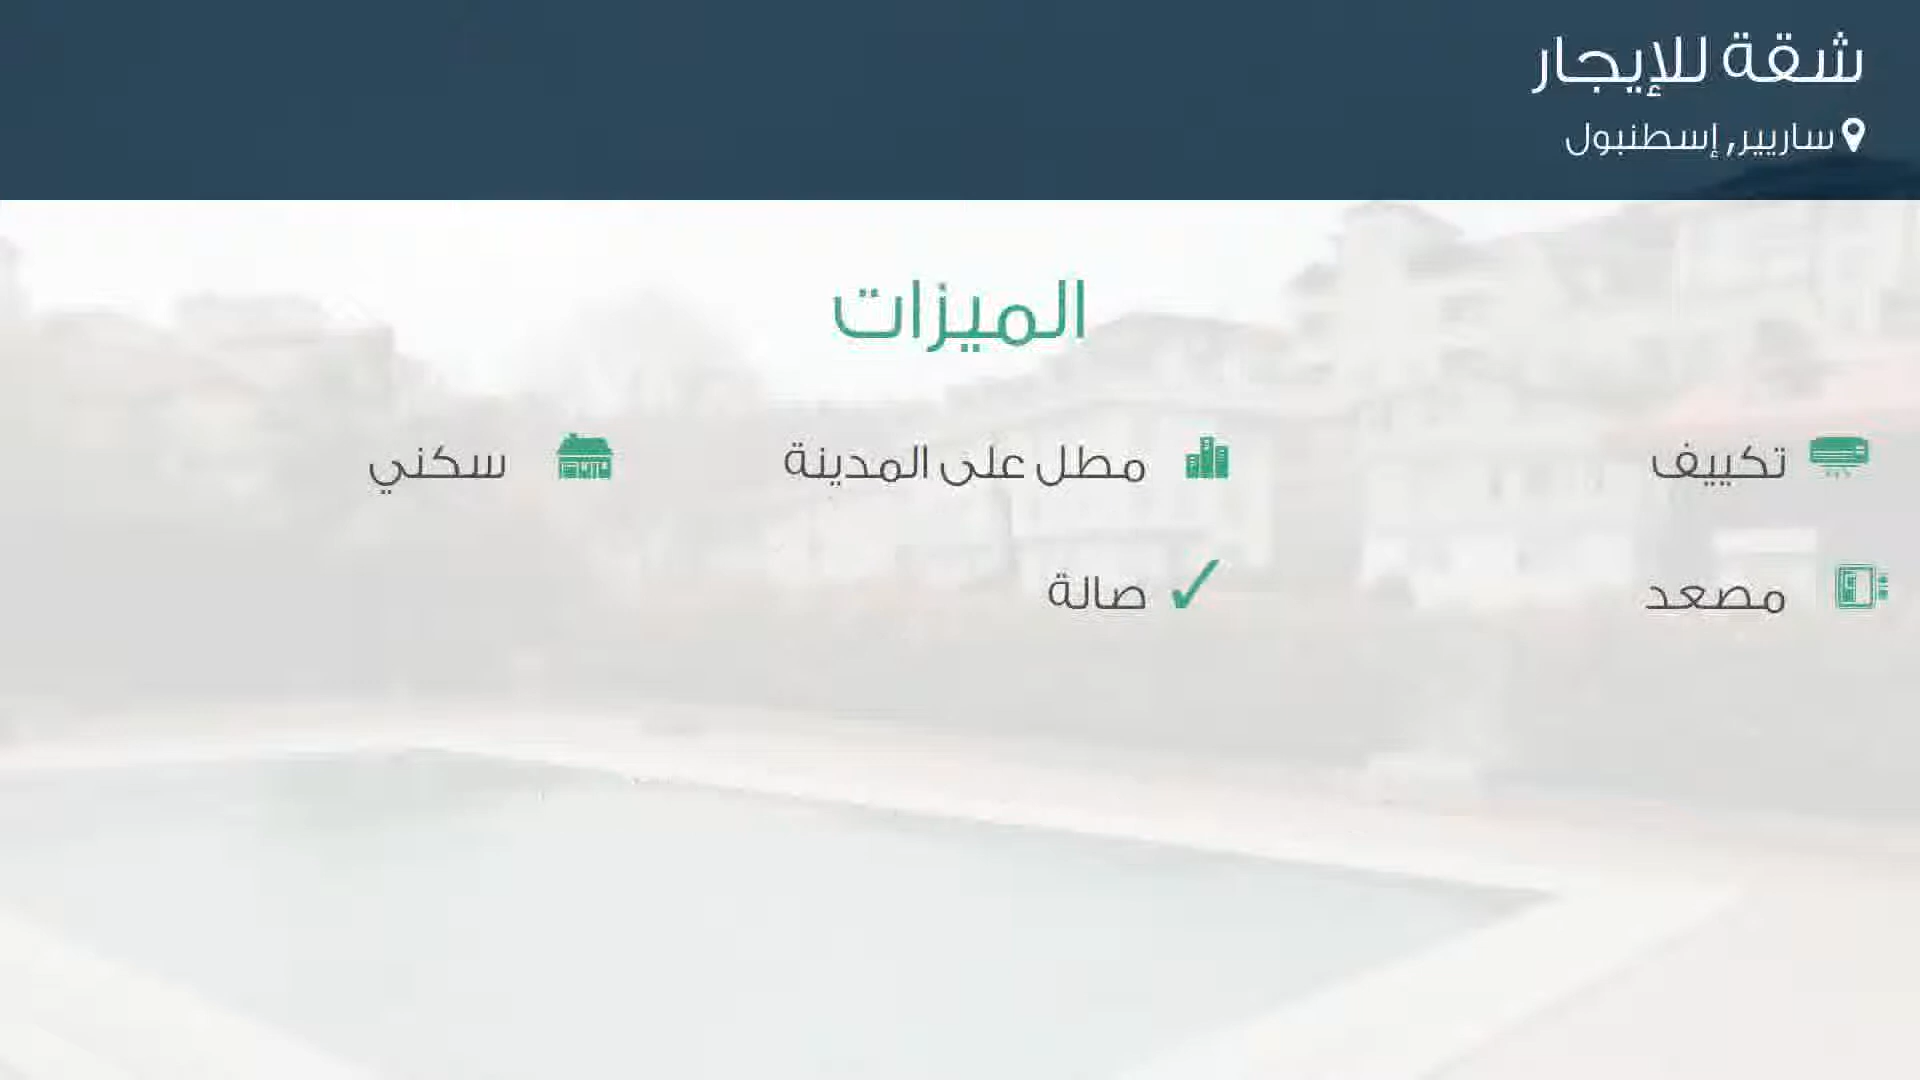 شقة للإيجار
ساريير, إسطنبول
الميزات
تكييف
مطل على المدينة
سكني
مصعد
صالة